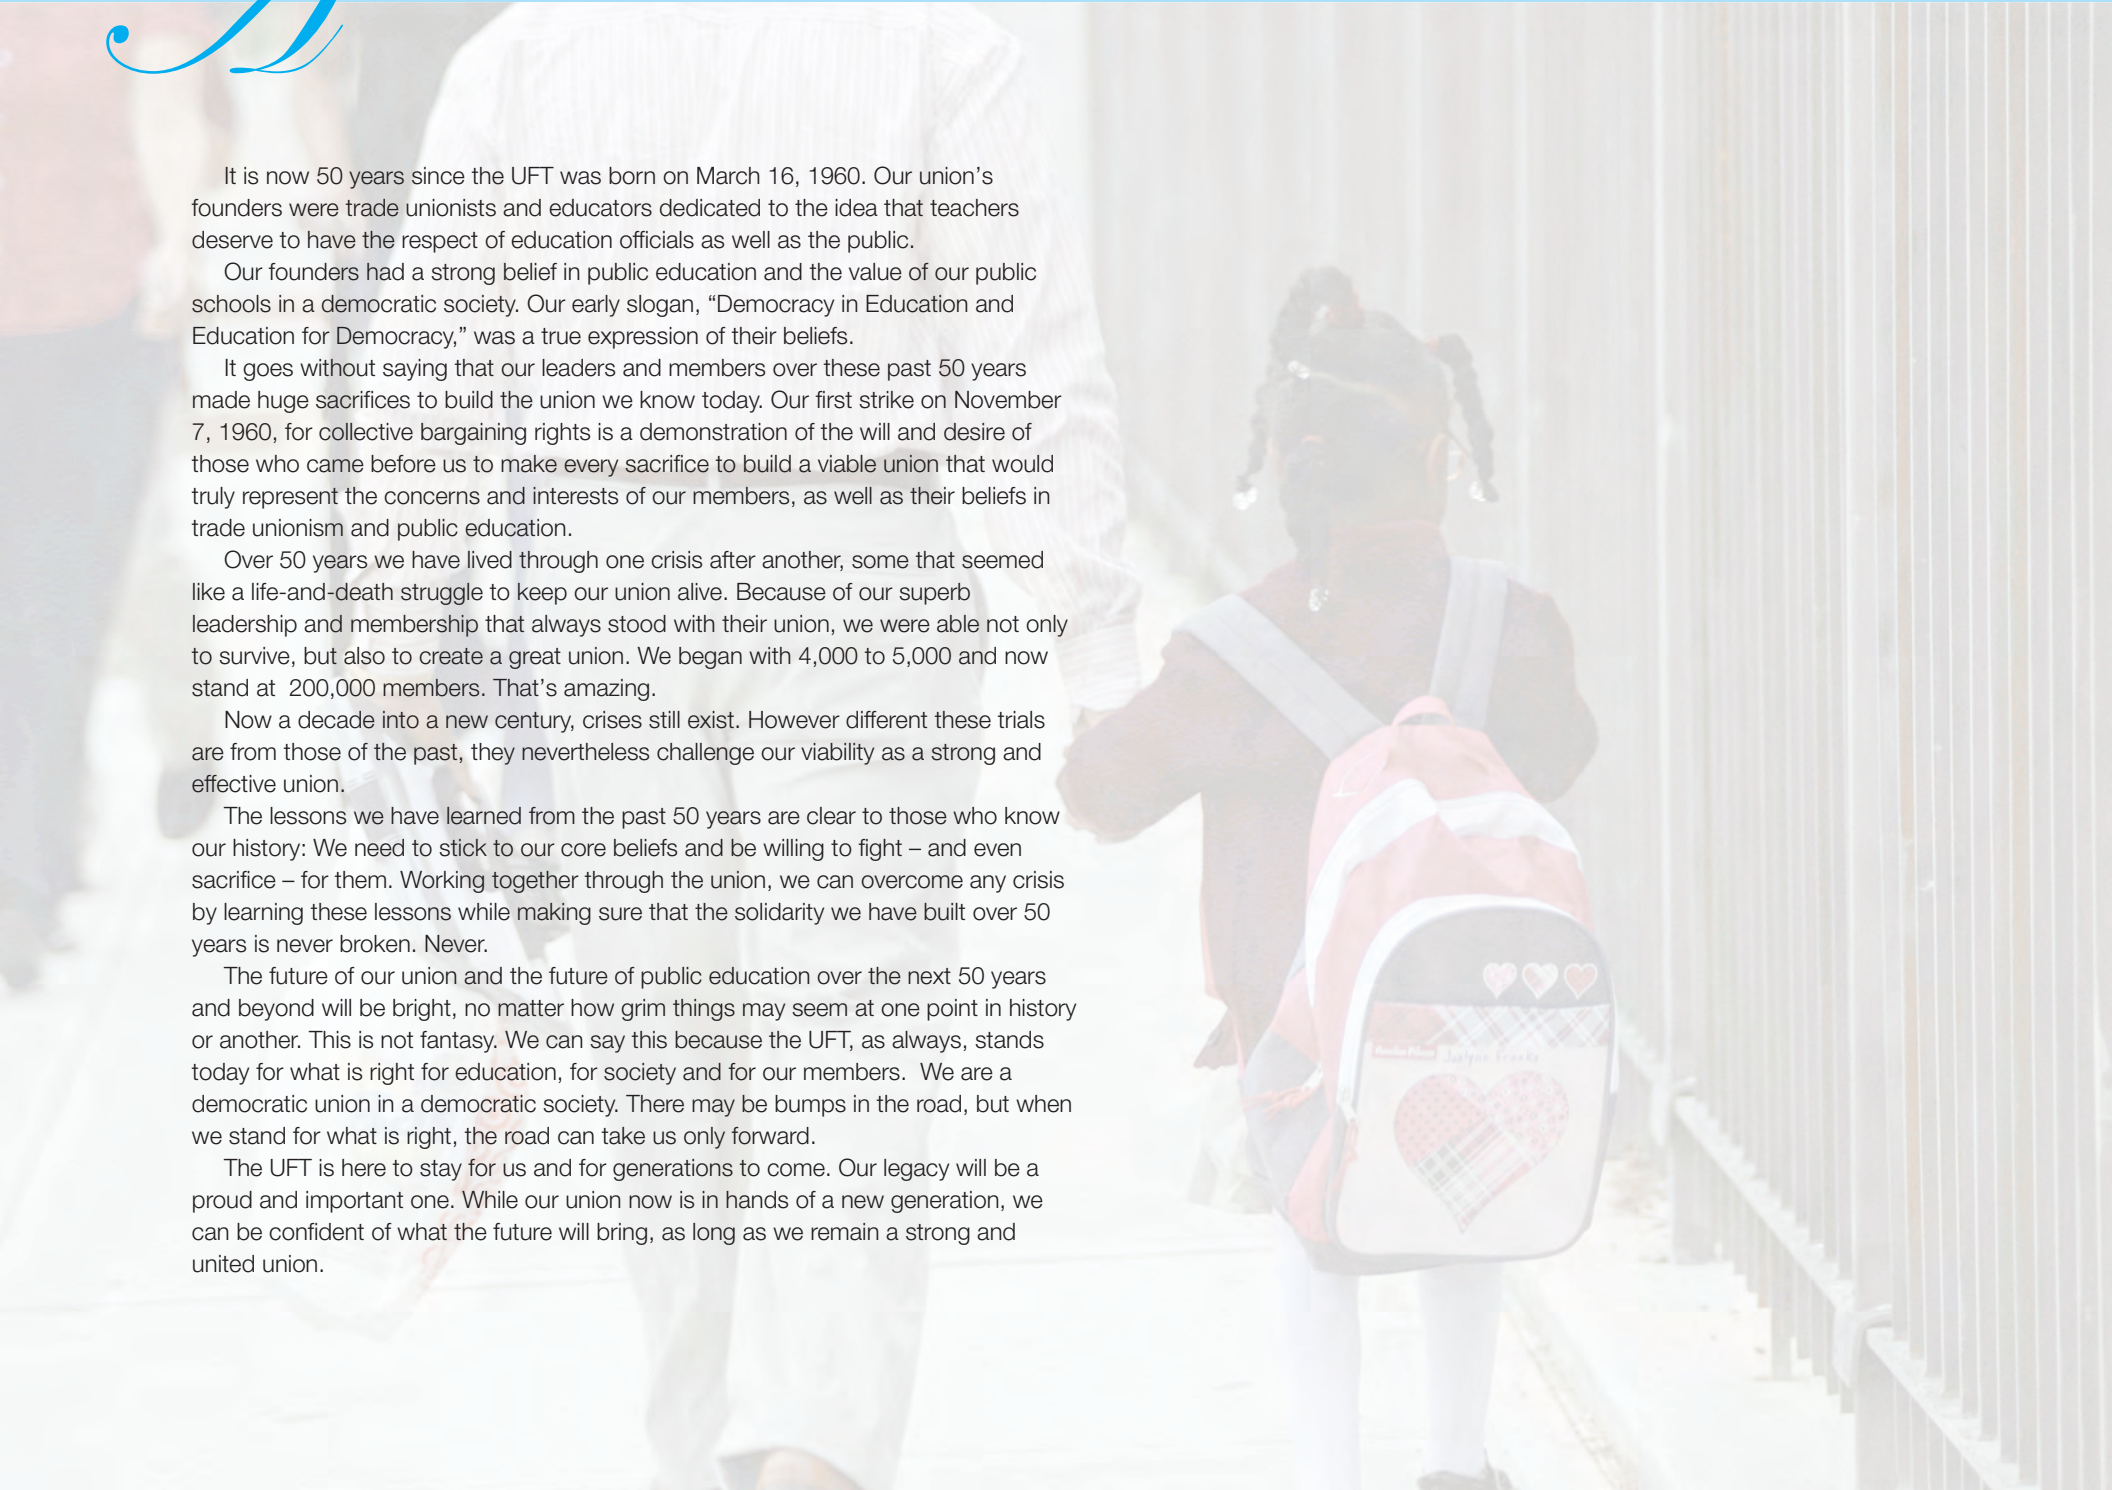 It is now 50 years since the UFT was born on March 16, 1960. Our union’s
founders were trade unionists and educators dedicated to the idea that teachers
deserve to have the respect of education officials as well as the public.
Our founders had a strong belief in public education and the value of our public
schools in a democratic society. Our early slogan, “Democracy in Education and
Education for Democracy,” was a true expression of their beliefs.
It goes without saying that our leaders and members over these past 50 years
made huge sacrifices to build the union we know today. Our first strike on November
7, 1960, for collective bargaining rights is a demonstration of the will and desire of
those who came before us to make every sacrifice to build a viable union that would
truly represent the concerns and interests of our members, as well as their beliefs in
trade unionism and public education.
Over 50 years we have lived through one crisis after another, some that seemed
like a life-and-death struggle to keep our union alive. Because of our superb
leadership and membership that always stood with their union, we were able not only
to survive, but also to create a great union. We began with 4,000 to 5,000 and now
stand at  200,000 members. That’s amazing.
Now a decade into a new century, crises still exist. However different these trials
are from those of the past, they nevertheless challenge our viability as a strong and
effective union.
The lessons we have learned from the past 50 years are clear to those who know
our history: We need to stick to our core beliefs and be willing to fight – and even
sacrifice – for them. Working together through the union, we can overcome any crisis
by learning these lessons while making sure that the solidarity we have built over 50
years is never broken. Never.
The future of our union and the future of public education over the next 50 years
and beyond will be bright, no matter how grim things may seem at one point in history
or another. This is not fantasy. We can say this because the UFT, as always, stands
today for what is right for education, for society and for our members.  We are a
democratic union in a democratic society. There may be bumps in the road, but when
we stand for what is right, the road can take us only forward.
The UFT is here to stay for us and for generations to come. Our legacy will be a
proud and important one. While our union now is in hands of a new generation, we
can be confident of what the future will bring, as long as we remain a strong and
united union.